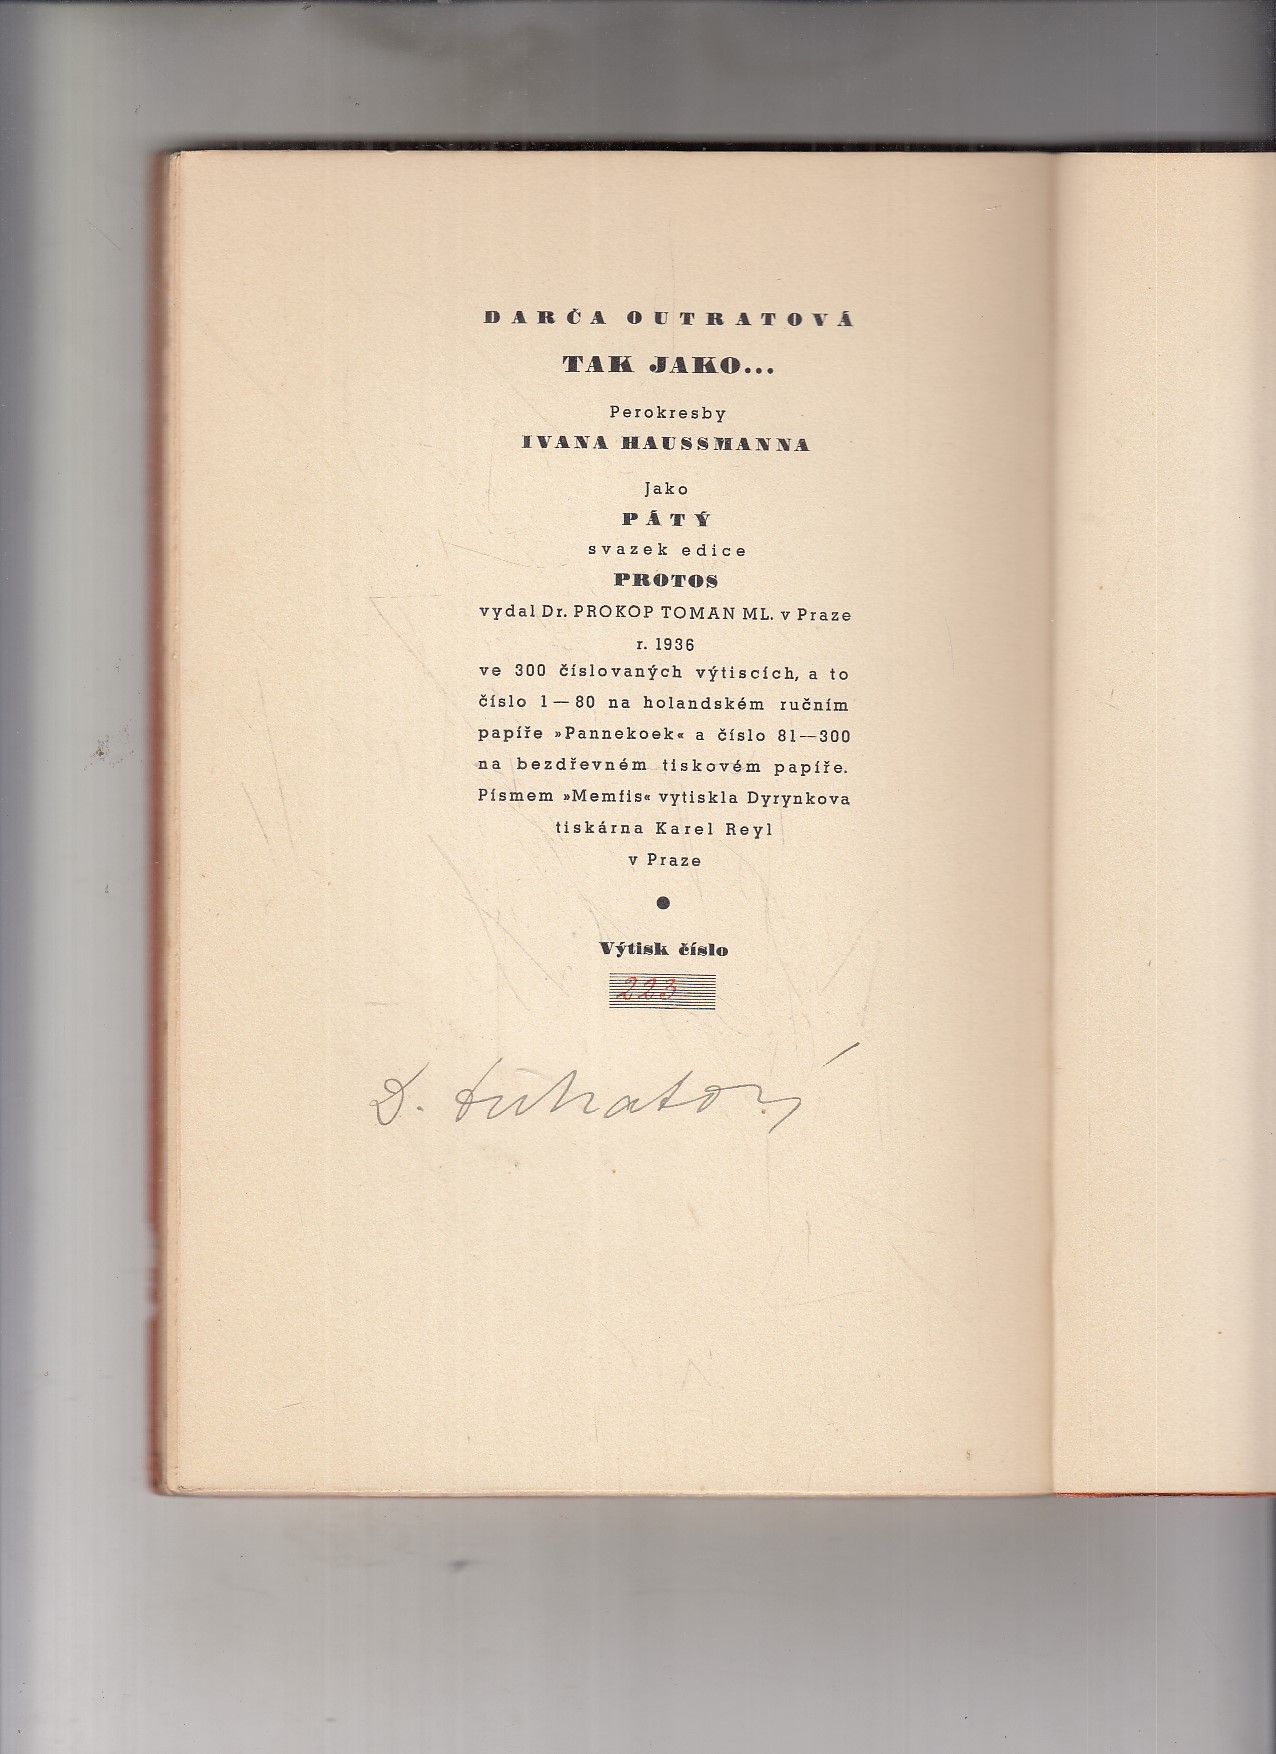 DARČA OUTRATOVÁ
TAK JAKO...
Perokresby
IVANA HAUSSMANNA
Jako
PÁTÝ
svazek edice
PROTOS
vydal Dr. PROKOP TOMAN ML. v Praze
r. 1936
ve 300 číslovaných výtiscích, a to
číslo 1—80 na holandském ručním
papíře »Pannekoek« a číslo 81—300
na bezdřevném tiskovém papíře.
Písmem »Memfis« vytiskla Dyrynkova
tiskárna Karel Reyl
v Praze
Výtisk číslo
223
D. Outratová